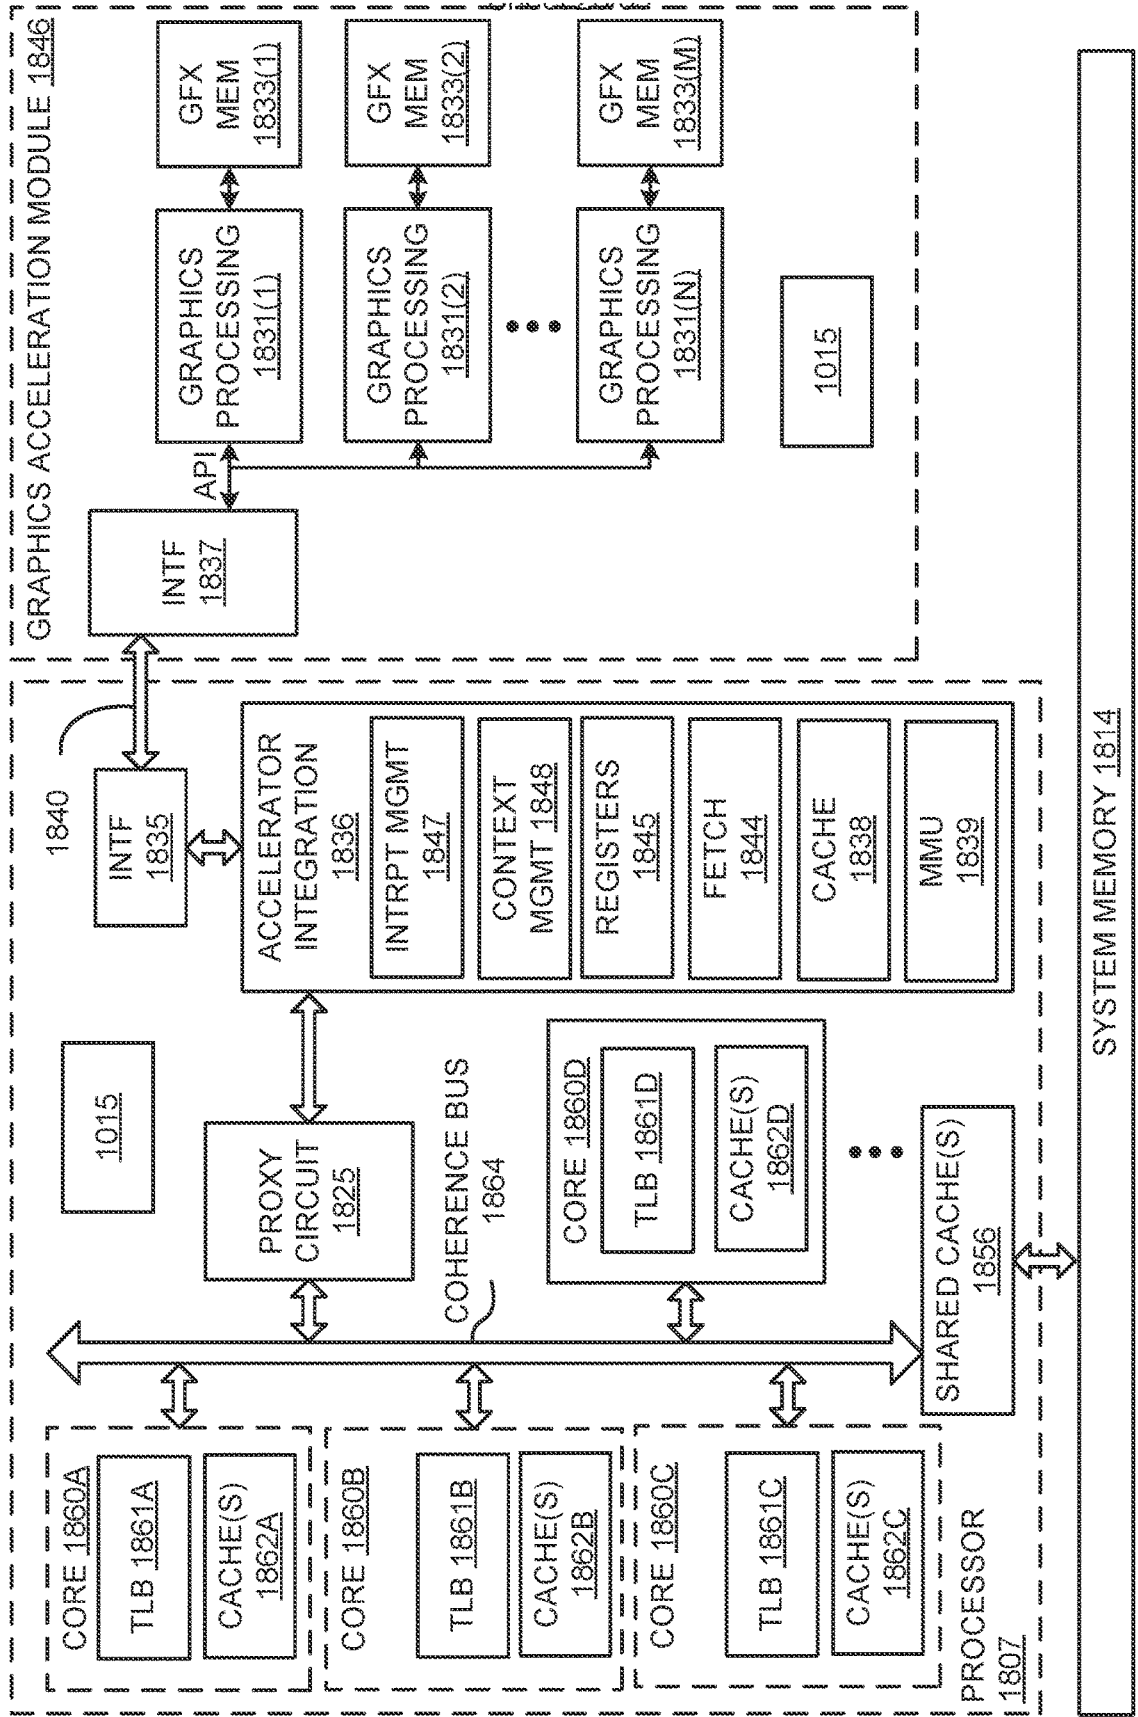 CORE 1860A
TLB 1861A
CACHE(S)
1862A
CORE 1860B
TLB 1861B
CACHE(S)
1862B
CORE 1860C
TLB 1861C
CACHE(S)
1862C
PROCESSOR
1807
1015
PROXY
CIRCUIT
1825
COHERENCE BUS
1864
CORE 1860D
TLB 1861D
CACHE(S)
1862D
SHARED CACHE(S)
1856
1840
INTF
1835
ACCELERATOR
INTEGRATION
1836
INTRPT MGMT
1847
CONTEXT
MGMT 1848
REGISTERS
1845
FETCH
1844
CACHE
1838
MMU
1839
GRAPHICS ACCELERATION MODULE 1846
INTF
1837
API
GRAPHICS
PROCESSING
1831(1)
GFX
MEM
1833(1)
GRAPHICS
PROCESSING
1831(2)
GFX
MEM
1833(2)
GRAPHICS
PROCESSING
1831(N)
GFX
MEM
1833(M)
1015
SYSTEM MEMORY 1814